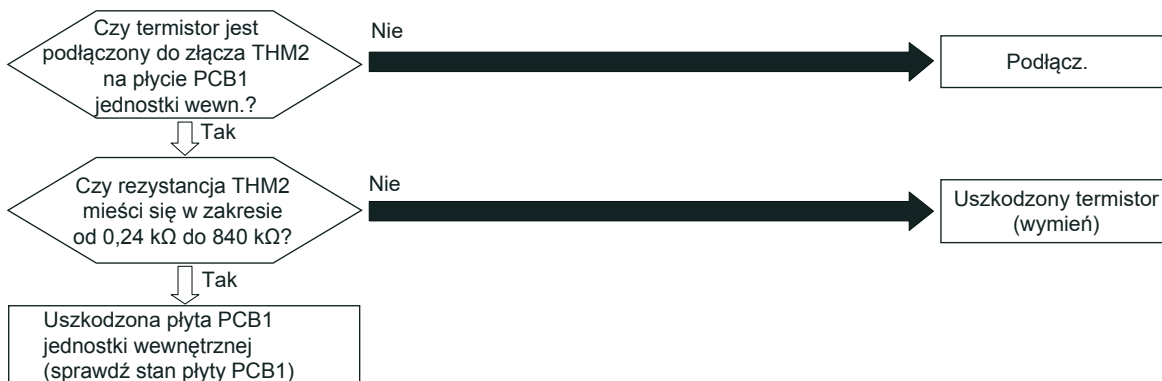 Czy termistor jest
podłączony do złącza THM2
na płycie PCB1
jednostki wewn.?
Nie
Podłącz.
Tak
Czy rezystancja THM2
mieści się w zakresie
od 0,24 kΩ do 840 kΩ?
Nie
Uszkodzony termistor
(wymień)
Tak
Uszkodzona płyta PCB1
jednostki wewnętrznej
(sprawdź stan płyty PCB1)